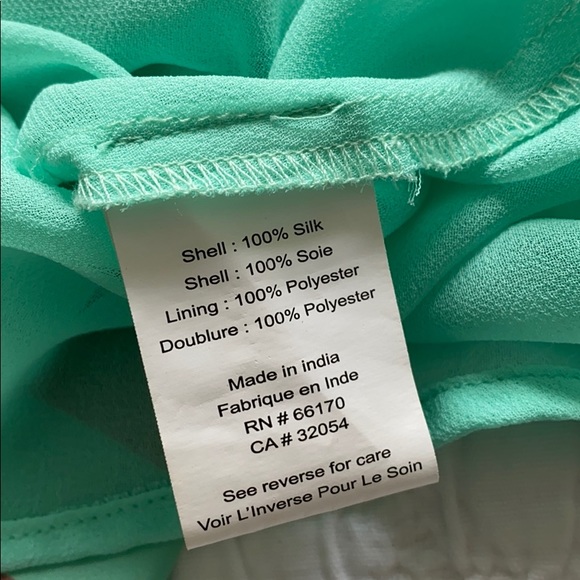 Shell : 100% Silk
Shell : 100% Soie
Lining : 100% Polyester
Doublure : 100% Polyester
Made in india
Fabrique en Inde
RN # 66170
CA # 32054
See reverse for care
Voir L'Inverse Pour Le Soin